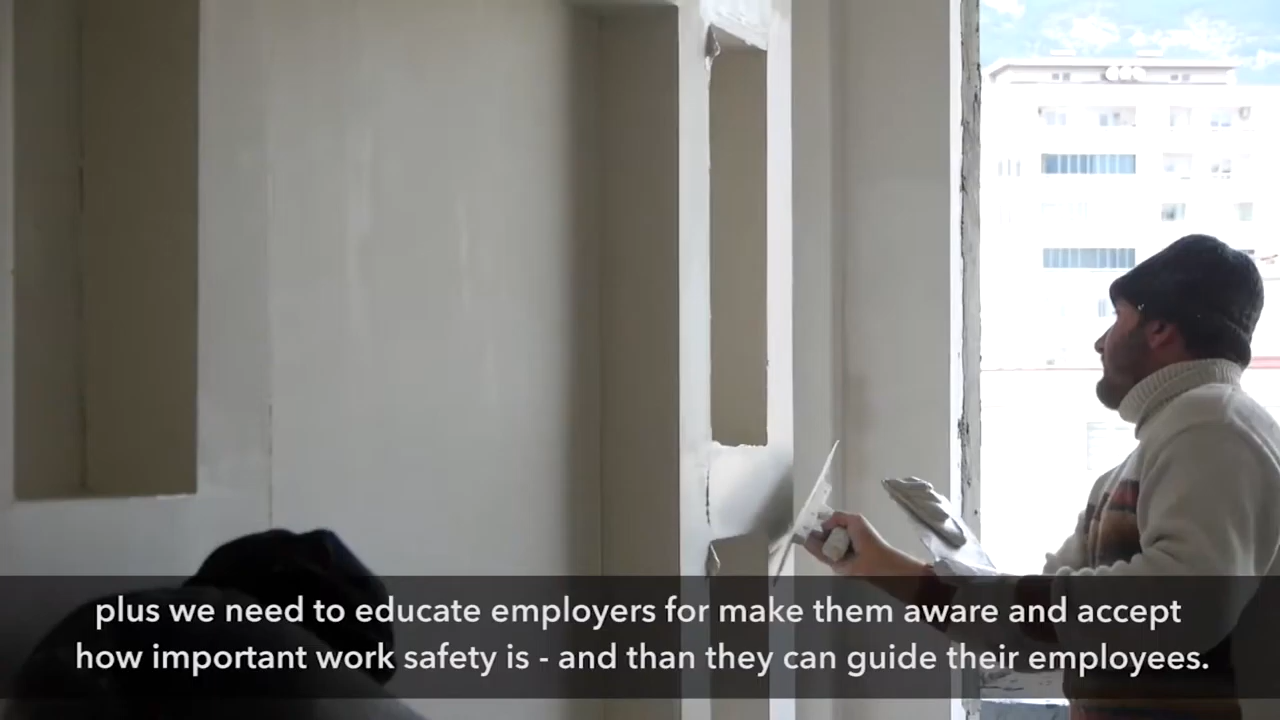 plus we need to educate employers for make them aware and accept
how important work safety is - and than they can guide their employees.